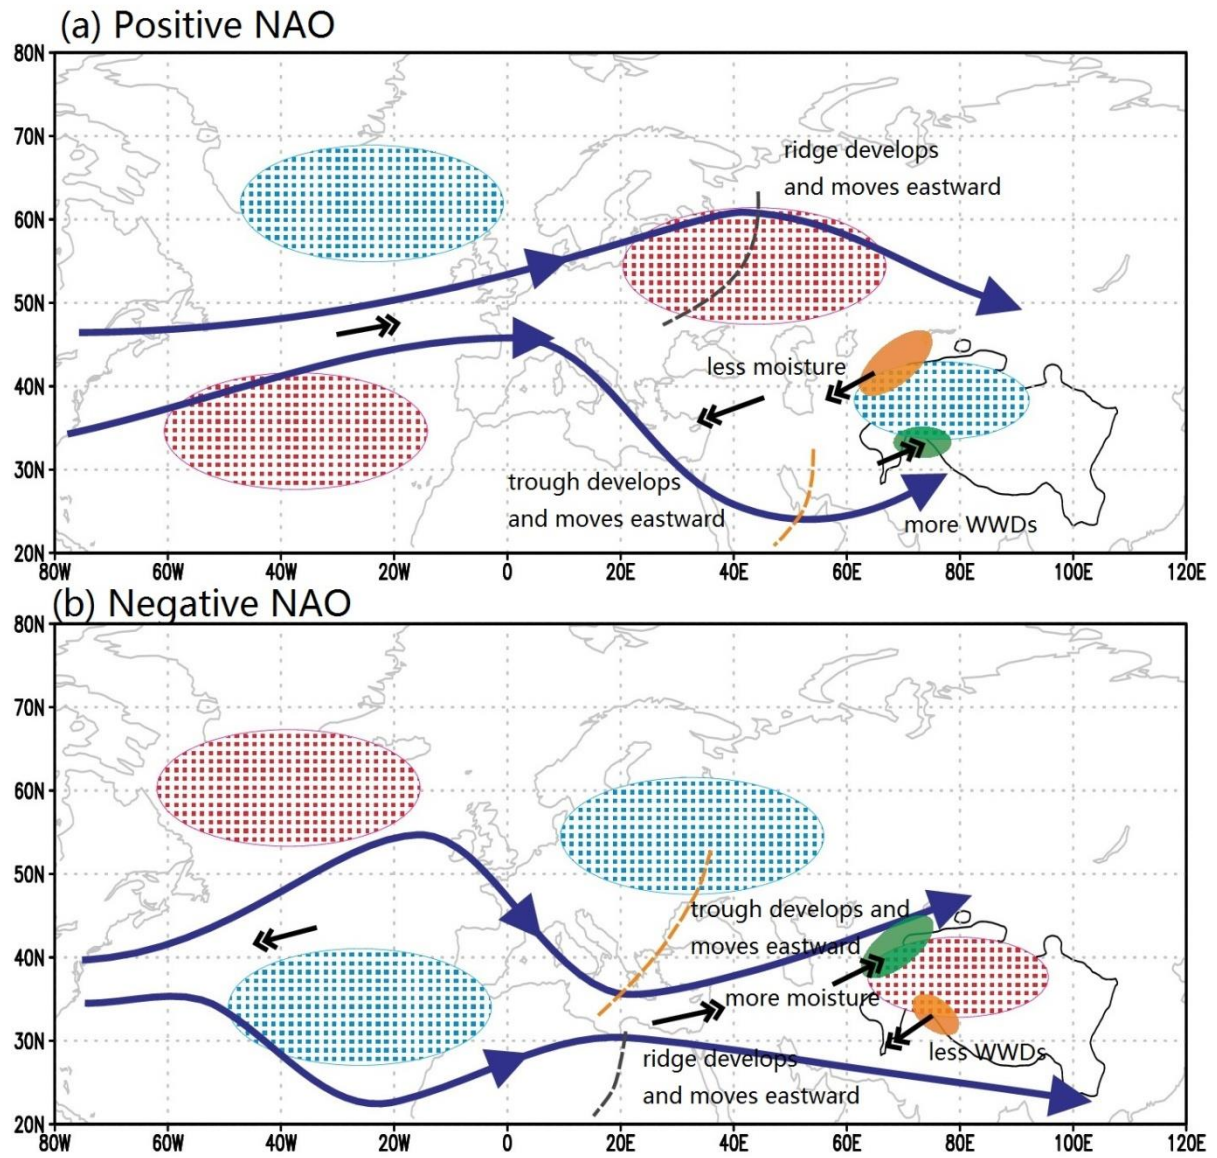 (a) Positive NAO
80N
70N
ridge develops
and moves eastward
60N
50N
less moisture
40N
30N
trough develops
and moves eastward
more WWDs
20N
80W 60W 40W 20W 0 20E 40E 60E 80E 100E 120E
(b) Negative NAO
80N
70N
60N
50N
trough develops and
moves eastward
40N
more moisture
30N
less WWDs
ridge develops
and moves eastward
20N
80W 60W 40W 20W 0 20E 40E 60E 80E 100E 120E